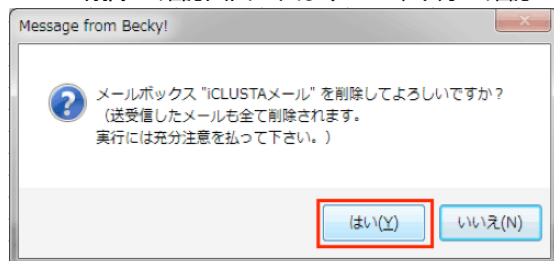 Message from Becky!
メールボックス "iCLUSTAメール" を削除してよろしいですか？
（送受信したメールも全て削除されます。
実行には充分注意を払って下さい。）
はい(Y)
いいえ(N)